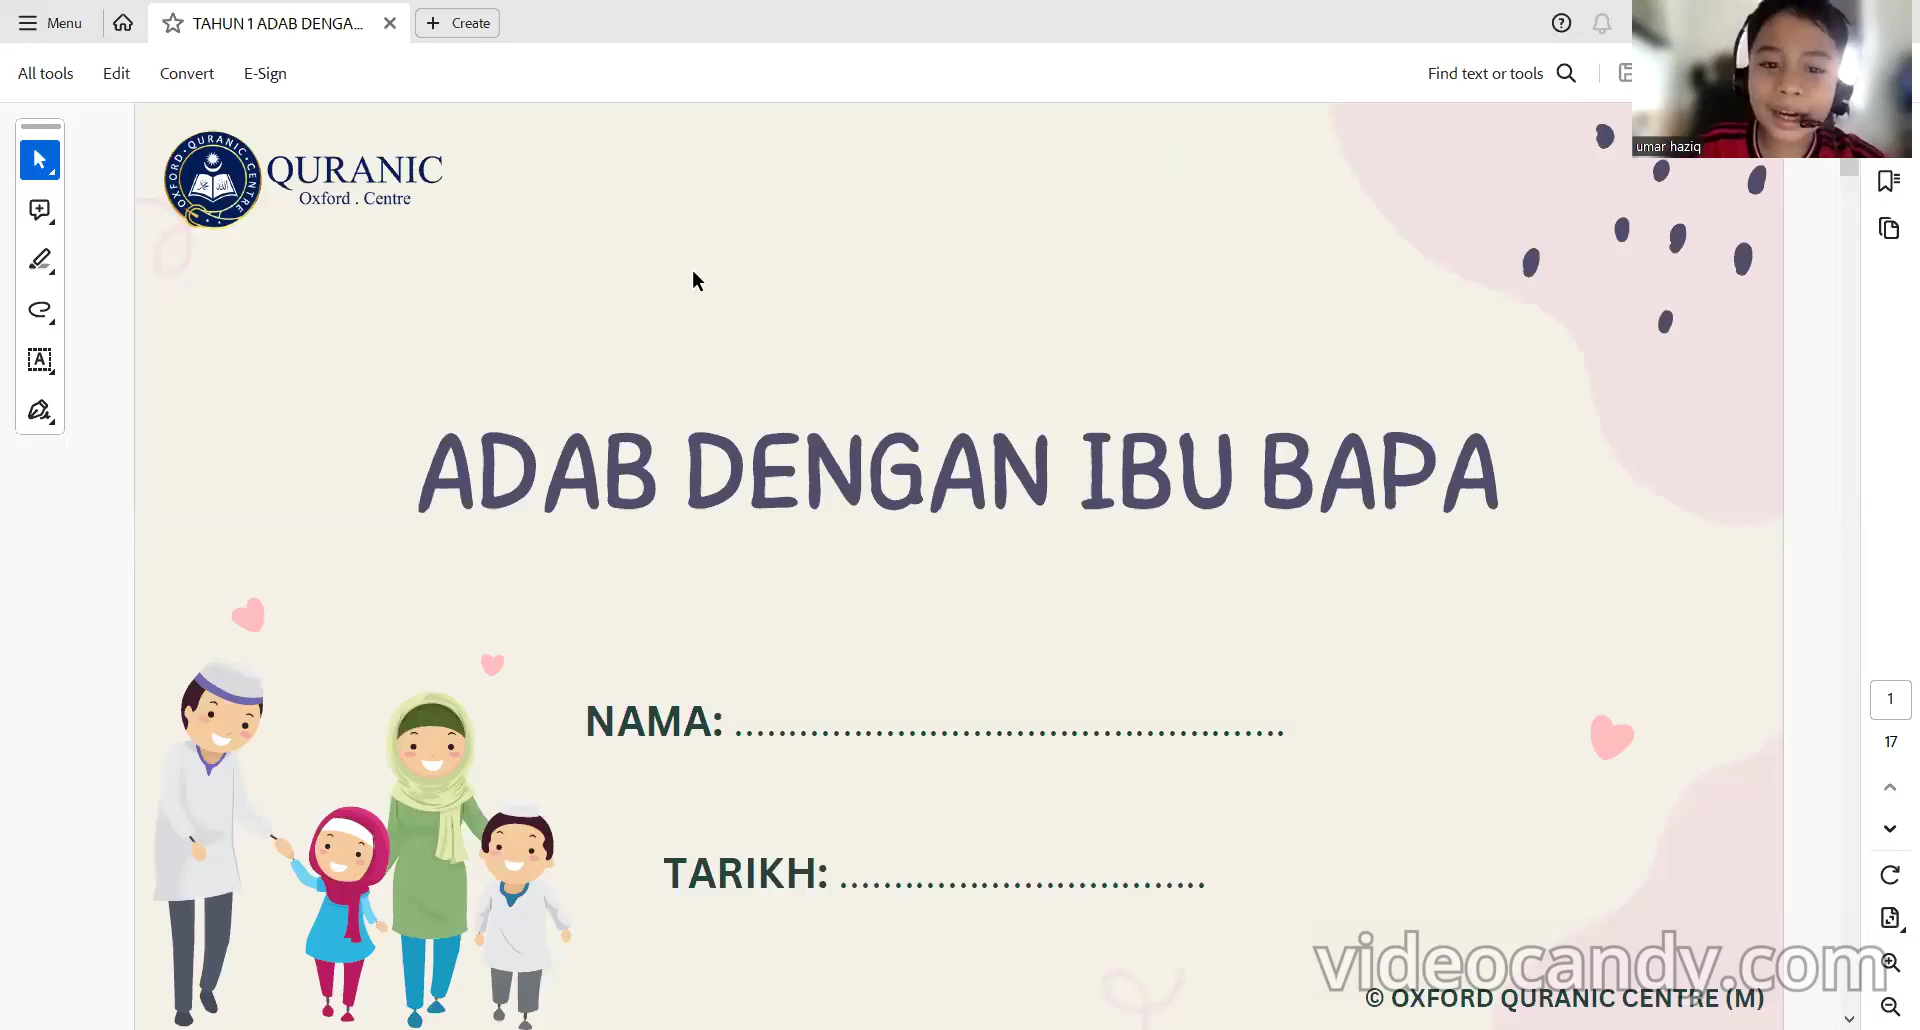 Menu
TAHUN 1 ADAB DENGA...
Create
All tools
Edit
Convert
E-Sign
Find text or tools
umar haziq
OXFORD · QURANIC · CENTRE
QURANIC
Oxford . Centre
ADAB DENGAN IBU BAPA
NAMA: ..................................................
TARIKH: ..................................
1
17
videocandy.com
© OXFORD QURANIC CENTRE (M)